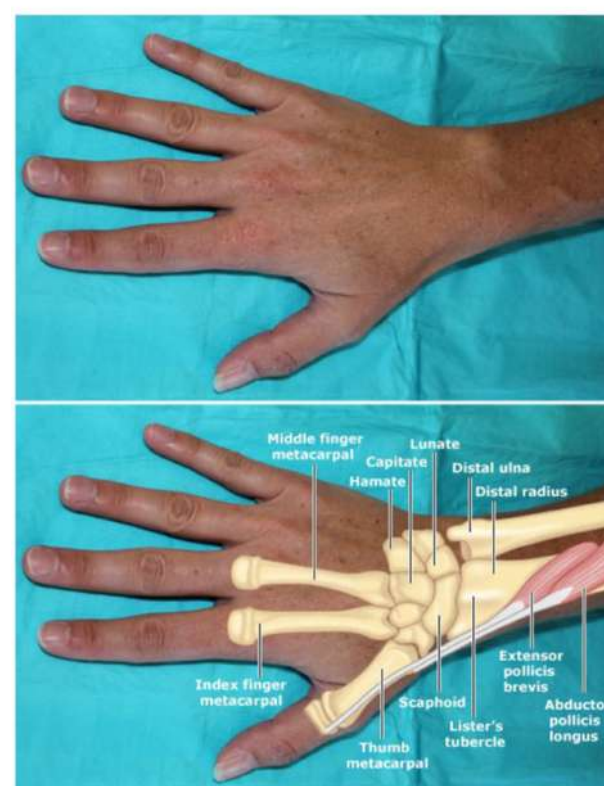 Middle finger
metacarpal
Capitate
Hamate
Lunate
Distal ulna
Distal radius
Index finger
metacarpal
Thumb
metacarpal
Scaphoid
Lister's
tubercle
Extensor
pollicis
brevis
Abducto
pollicis
longus